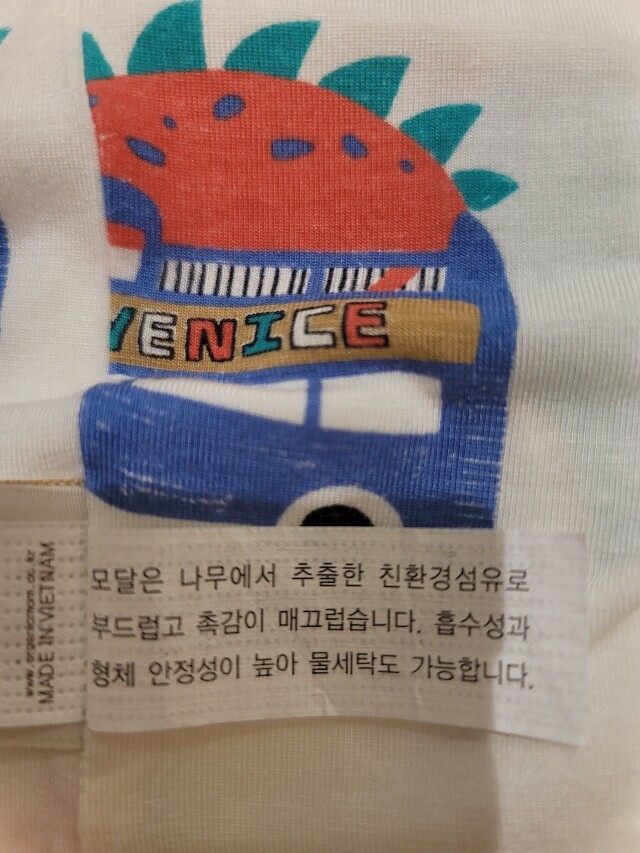 VENICE
모달은 나무에서 추출한 친환경섬유로
부드럽고 촉감이 매끄럽습니다. 흡수성과
형체 안정성이 높아 물세탁도 가능합니다.
www.organicmom.co.kr
MADE IN VIETNAM